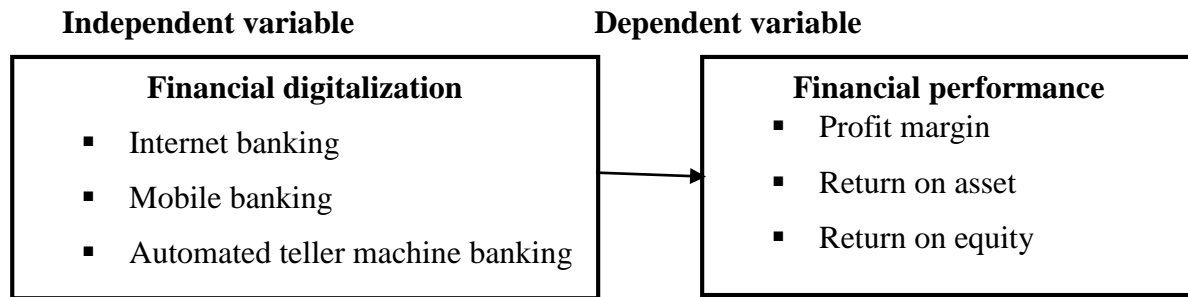 Independent variable
Dependent variable
Financial digitalization
▪ Internet banking
▪ Mobile banking
▪ Automated teller machine banking
Financial performance
▪ Profit margin
▪ Return on asset
▪ Return on equity